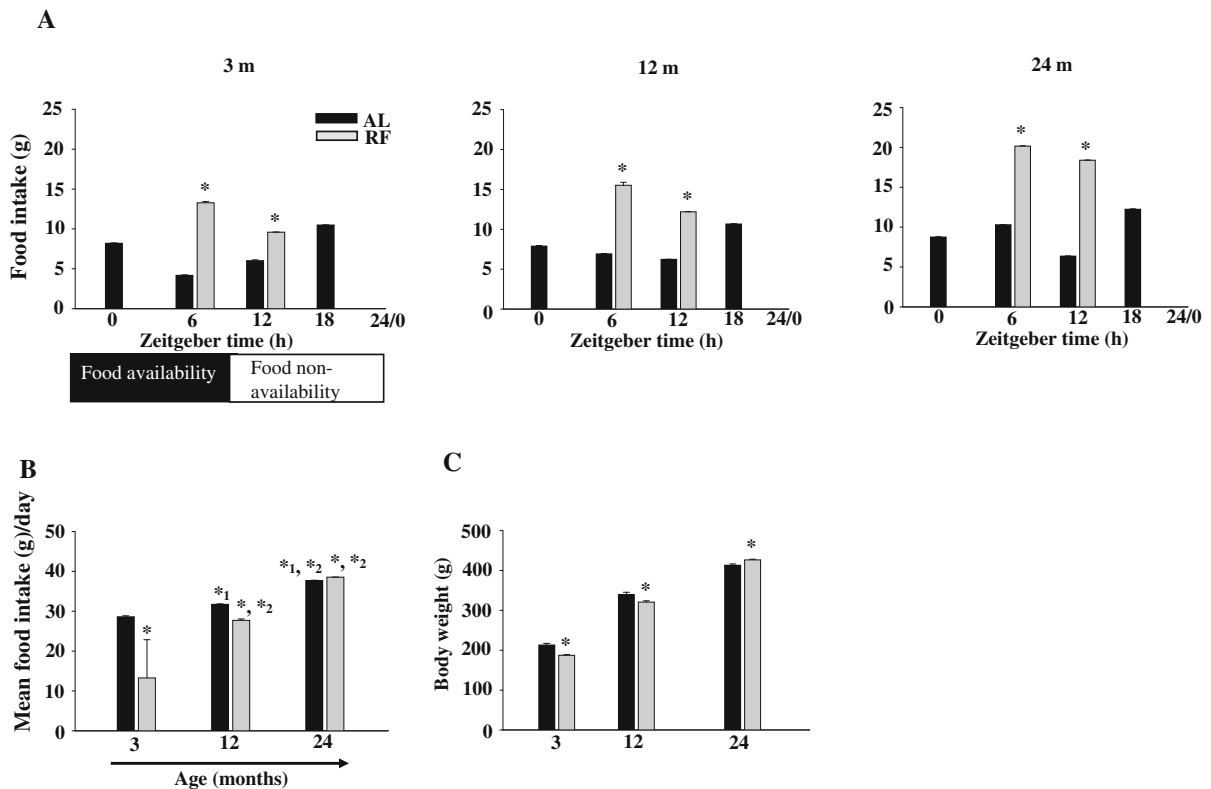 A
3 m
12 m
24 m
Food intake (g)
25
20
15
10
5
0
AL
RF
*
*
0 6 12 18 24/0
Zeitgeber time (h)
25
20
15
10
5
0
*
*
0 6 12 18 24/0
Zeitgeber time (h)
25
20
15
10
5
0
*
*
0 6 12 18 24/0
Zeitgeber time (h)
Food availability
Food non-
availability
B
Mean food intake (g)/day
50
40
30
20
10
0
*
*1 *, *2
*1, *2 *, *2
3 12 24
Age (months)
C
Body weight (g)
500
400
300
200
100
0
*
*
*
3 12 24